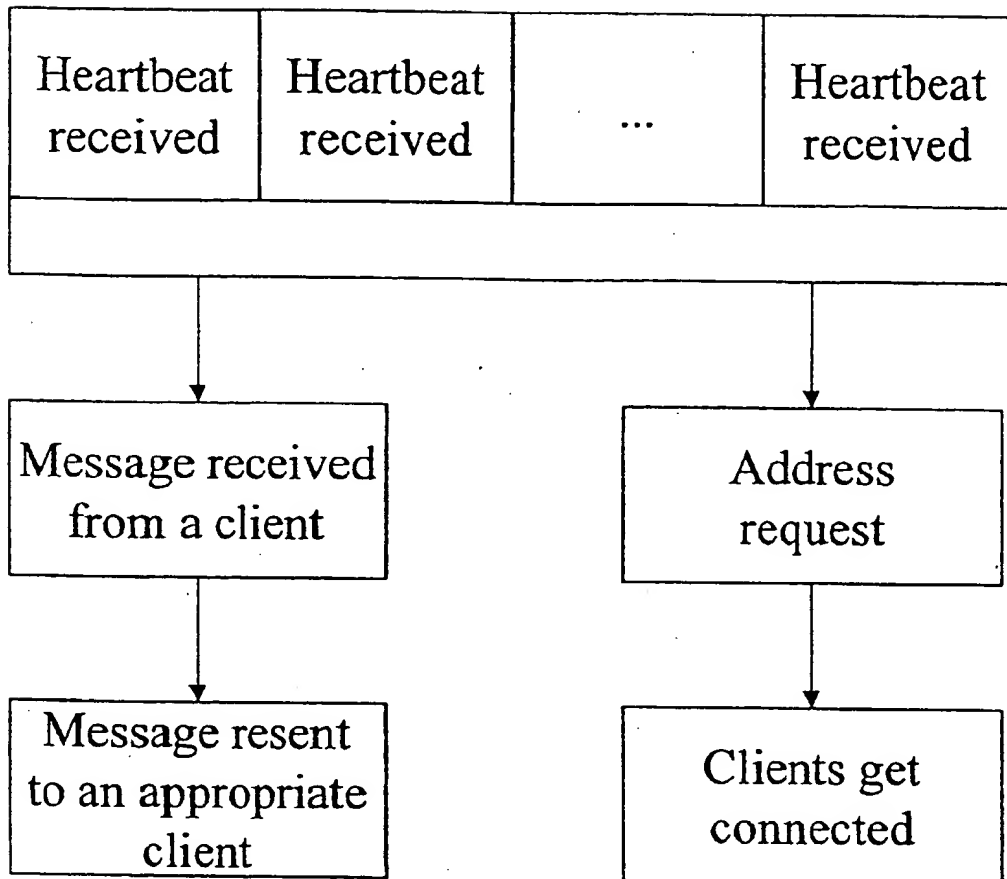 Heartbeat
received
Heartbeat
received
...
Heartbeat
received
Message received
from a client
Address
request
Message resent
to an appropriate
client
Clients get
connected